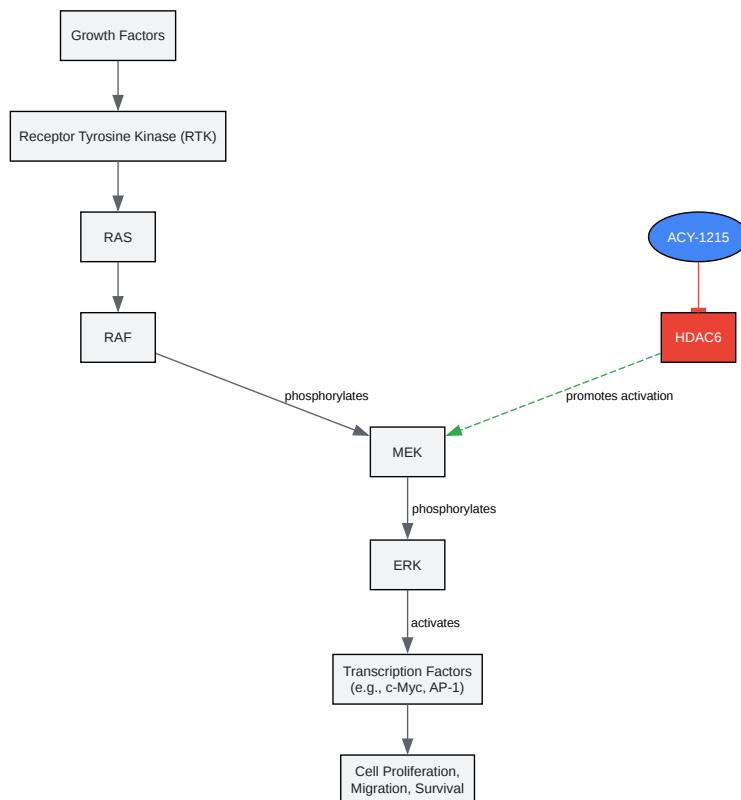 Growth Factors
Receptor Tyrosine Kinase (RTK)
RAS
ACY-1215
RAF
HDAC6
phosphorylates
promotes activation
MEK
phosphorylates
ERK
activates
Transcription Factors
(e.g., c-Myc, AP-1)
Cell Proliferation,
Migration, Survival